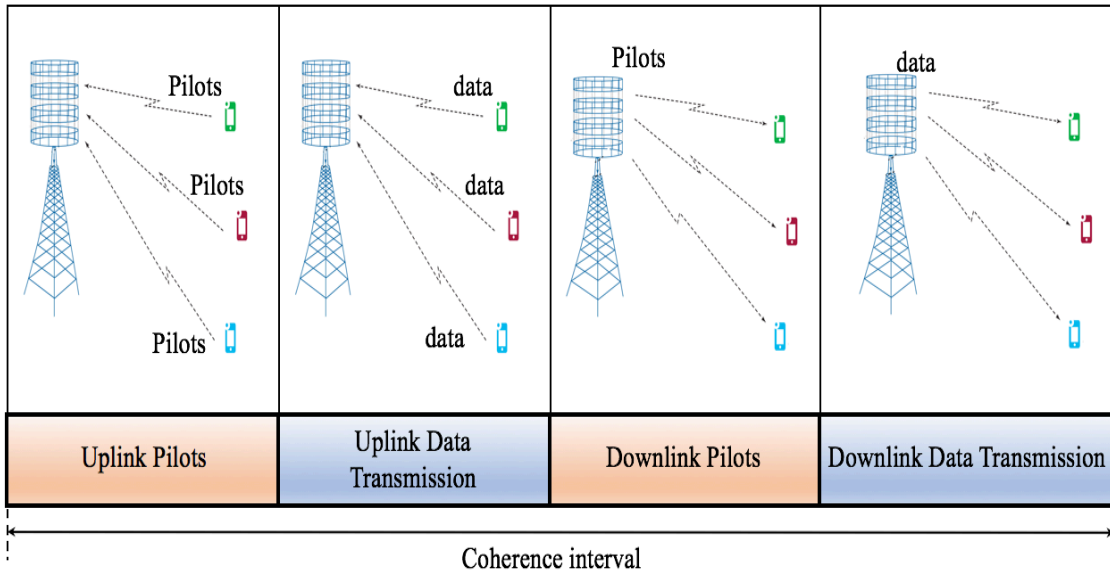 Pilots
Pilots
Pilots
data
data
data
Pilots
data
Uplink Pilots
Uplink Data
Transmission
Downlink Pilots
Downlink Data Transmission
Coherence interval